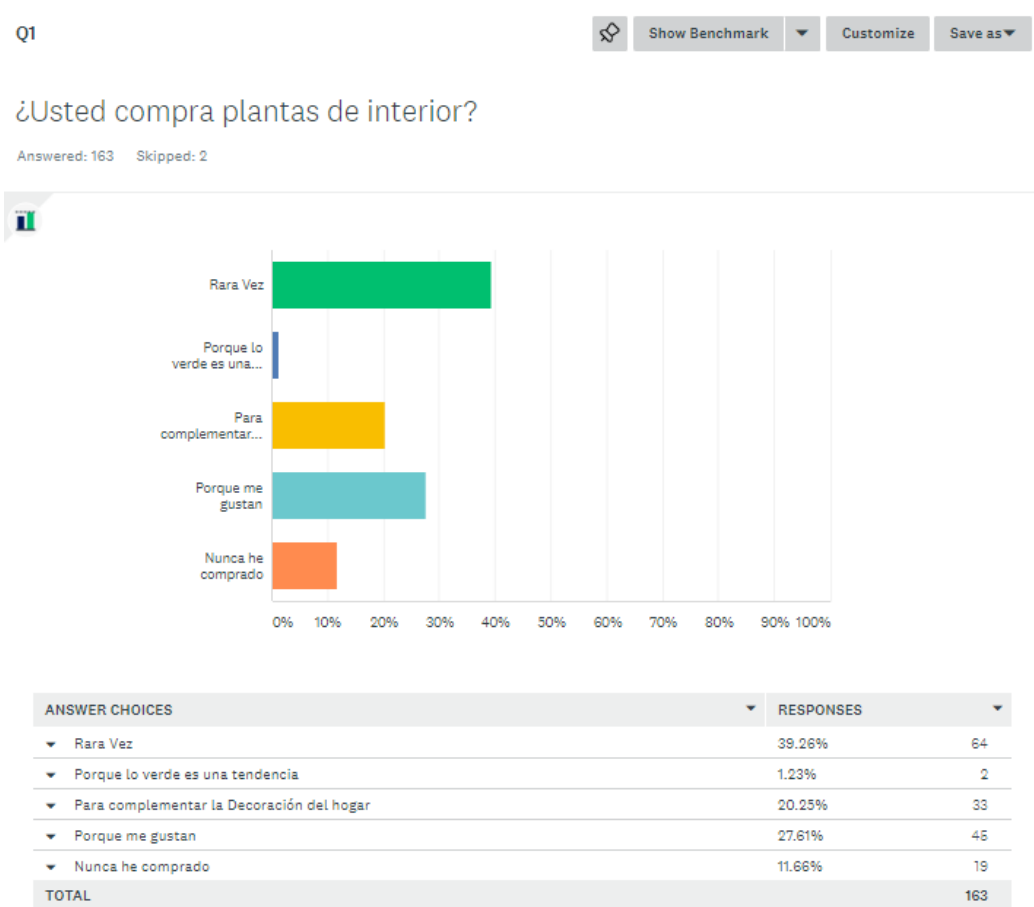 Q1
Show Benchmark
Customize
Save as
¿Usted compra plantas de interior?
Answered: 163 Skipped: 2
Rara Vez
Porque lo
verde es una...
Para
complementar...
Porque me
gustan
Nunca he
comprado
0% 10% 20% 30% 40% 50% 60% 70% 80% 90% 100%
ANSWER CHOICES RESPONSES
Rara Vez 39.26% 64
Porque lo verde es una tendencia 1.23% 2
Para complementar la Decoración del hogar 20.25% 33
Porque me gustan 27.61% 45
Nunca he comprado 11.66% 19
TOTAL 163